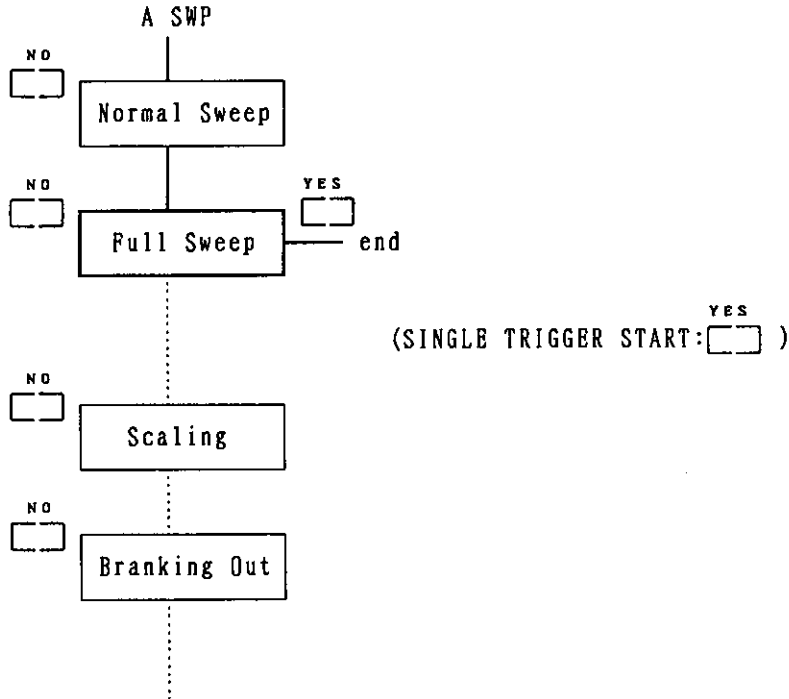 A SWP
NO
Normal Sweep
NO
YES
Full Sweep
end
YES
(SINGLE TRIGGER START: )
NO
Scaling
NO
Branking Out